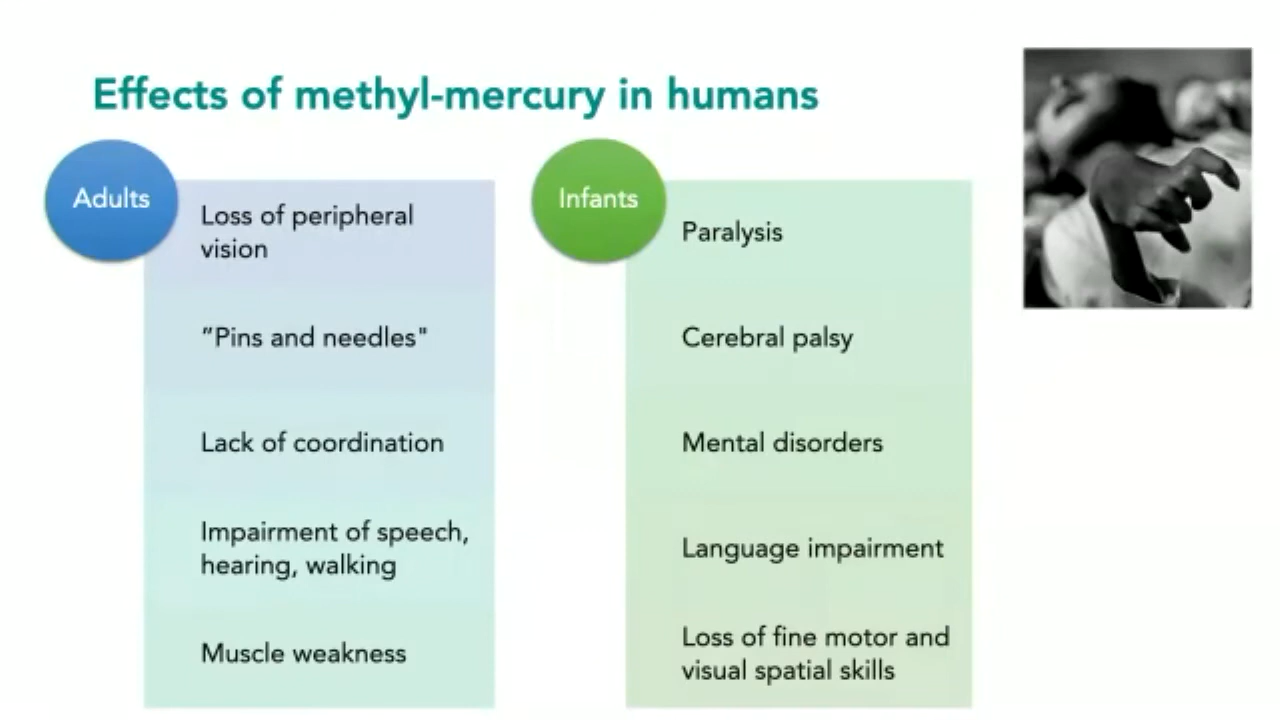 Effects of methyl-mercury in humans
Adults
Loss of peripheral
vision
”Pins and needles"
Lack of coordination
Impairment of speech,
hearing, walking
Muscle weakness
Infants
Paralysis
Cerebral palsy
Mental disorders
Language impairment
Loss of fine motor and
visual spatial skills